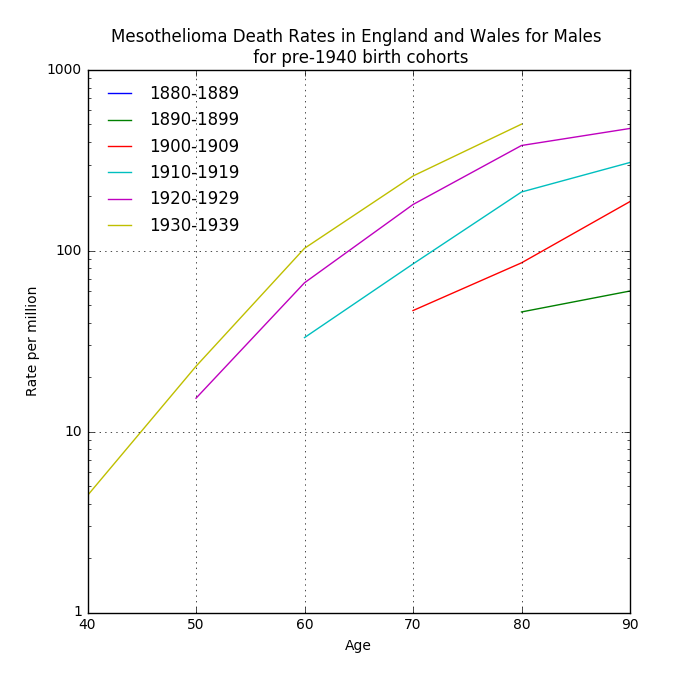 Mesothelioma Death Rates in England and Wales for Males
for pre-1940 birth cohorts
1000
1880-1889
1890-1899
1900-1909
1910-1919
1920-1929
1930-1939
100
Rate per million
10
1
40 50 60 70 80 90
Age